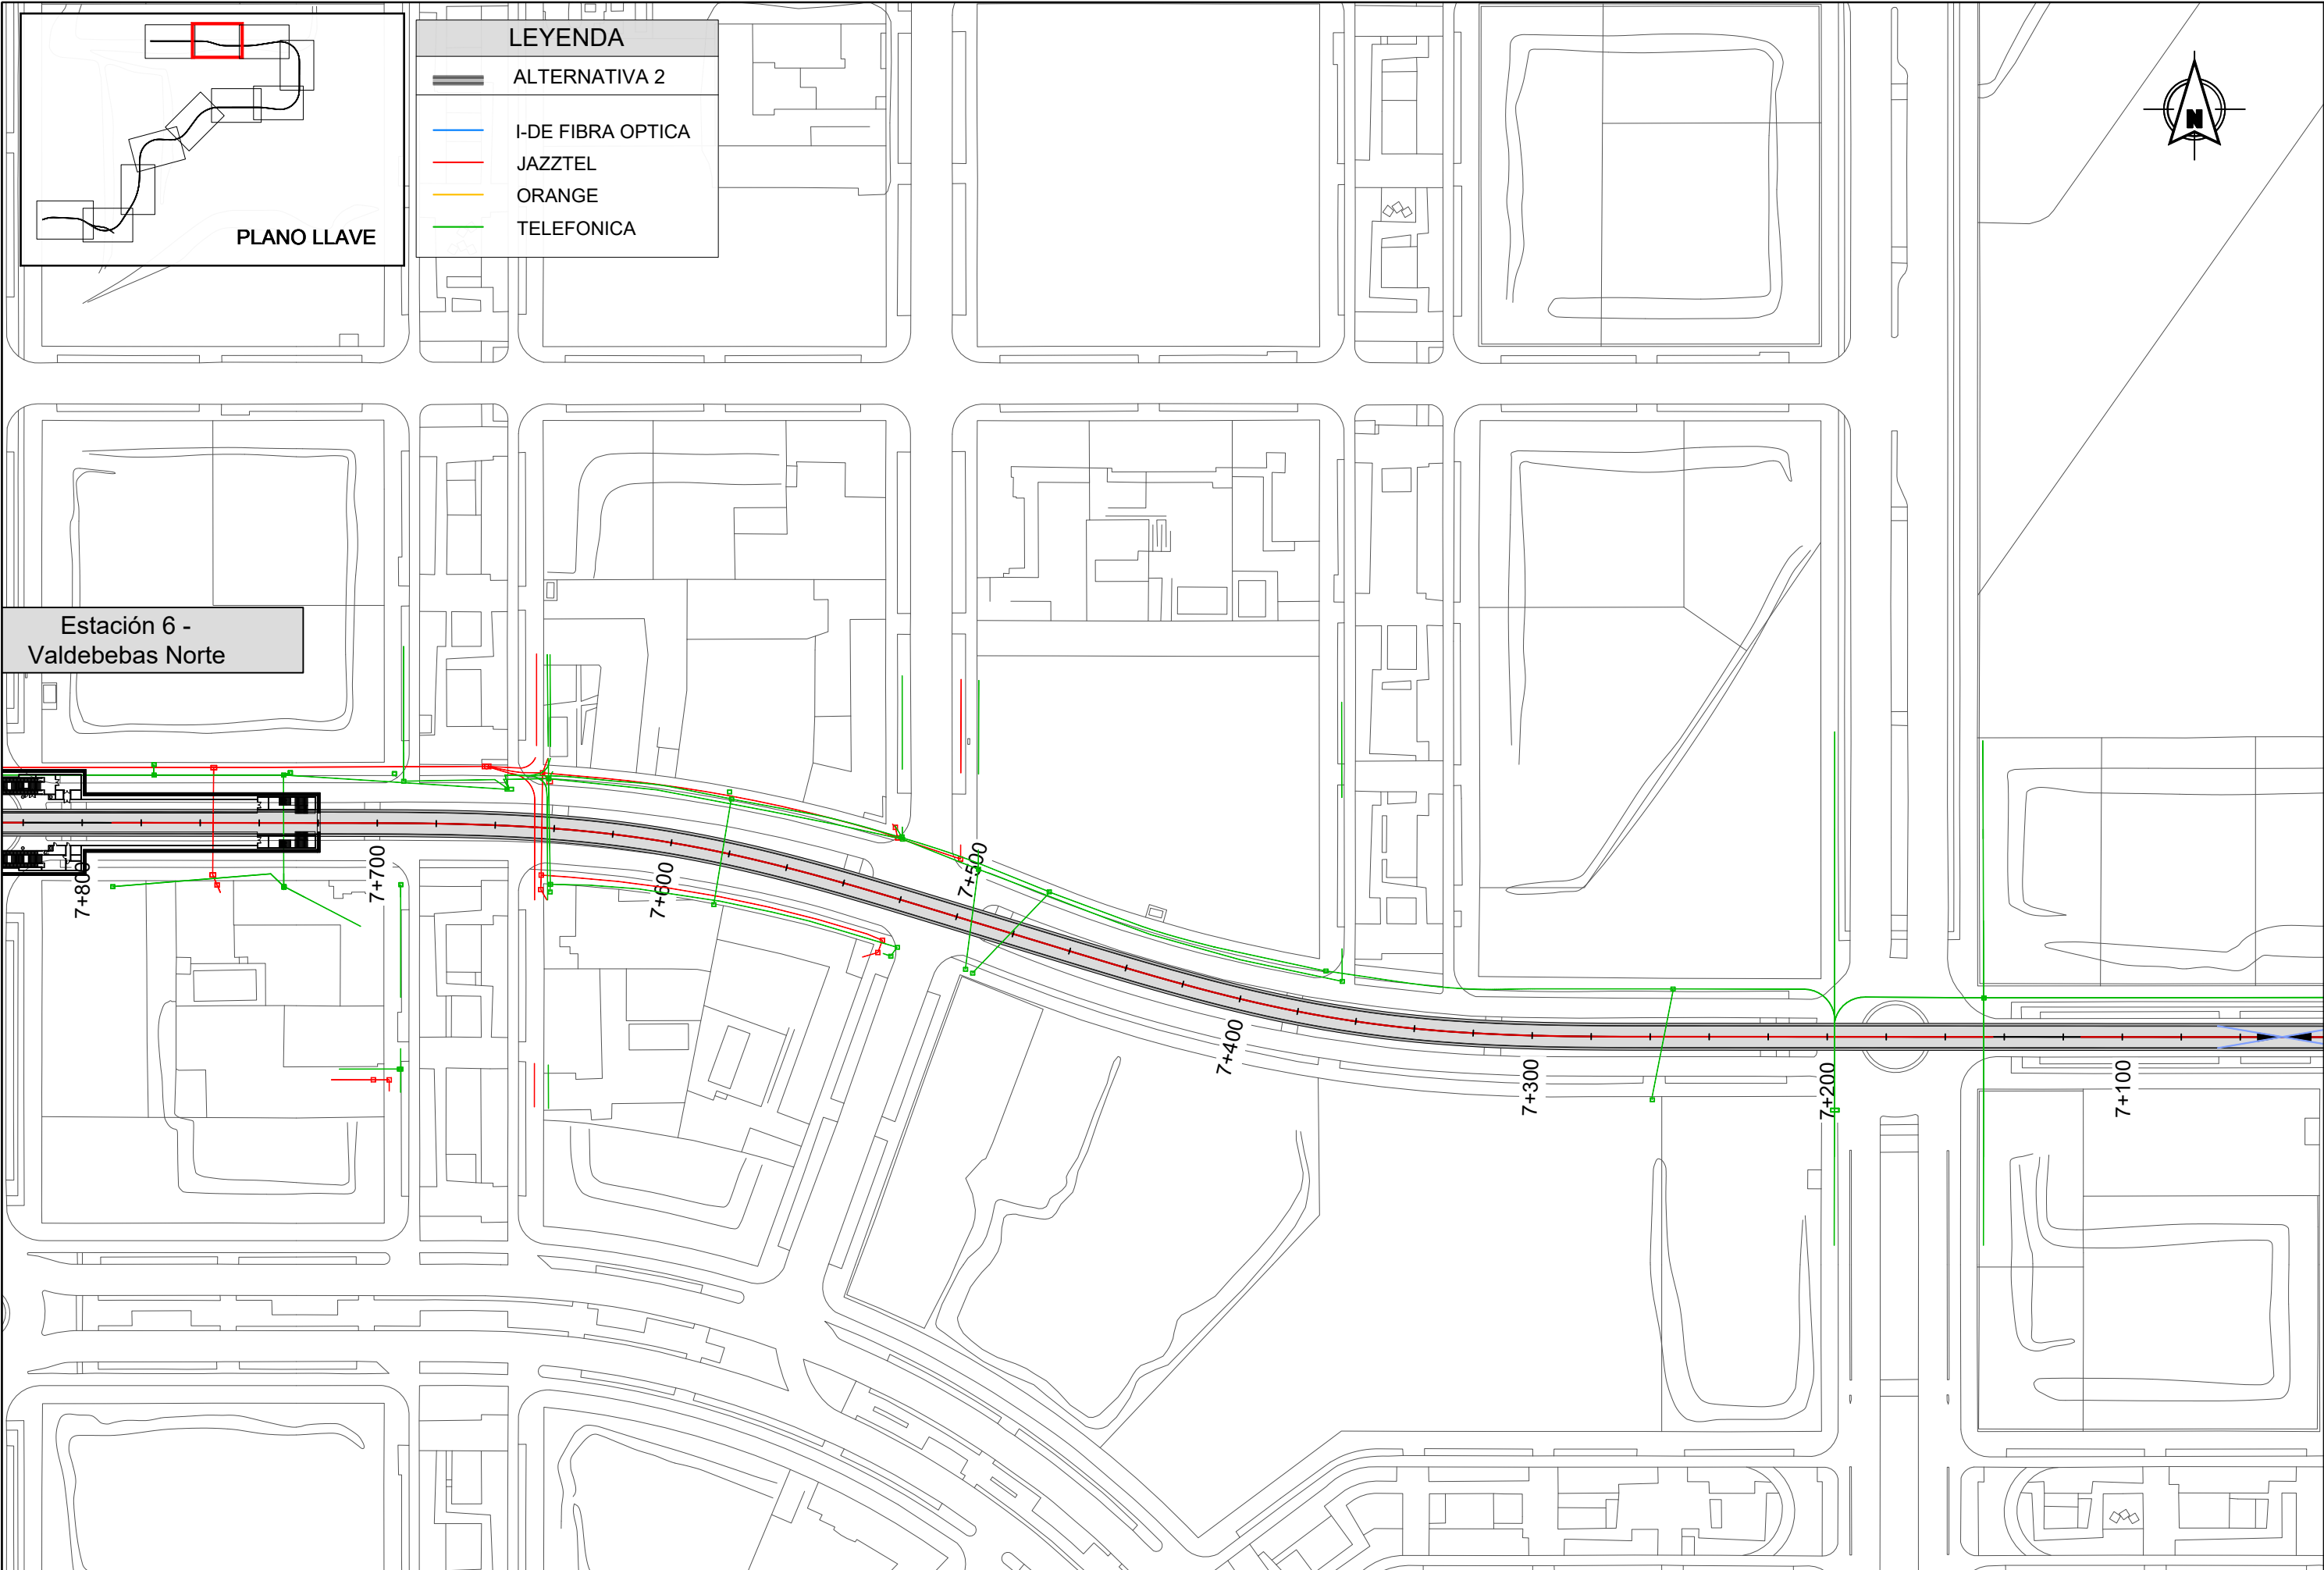 PLANO LLAVE
LEYENDA
ALTERNATIVA 2
I-DE FIBRA OPTICA
JAZZTEL
ORANGE
TELEFONICA
N
Estación 6 -
Valdebebas Norte
7+800
7+700
7+600
7+500
7+400
7+300
7+200
7+100